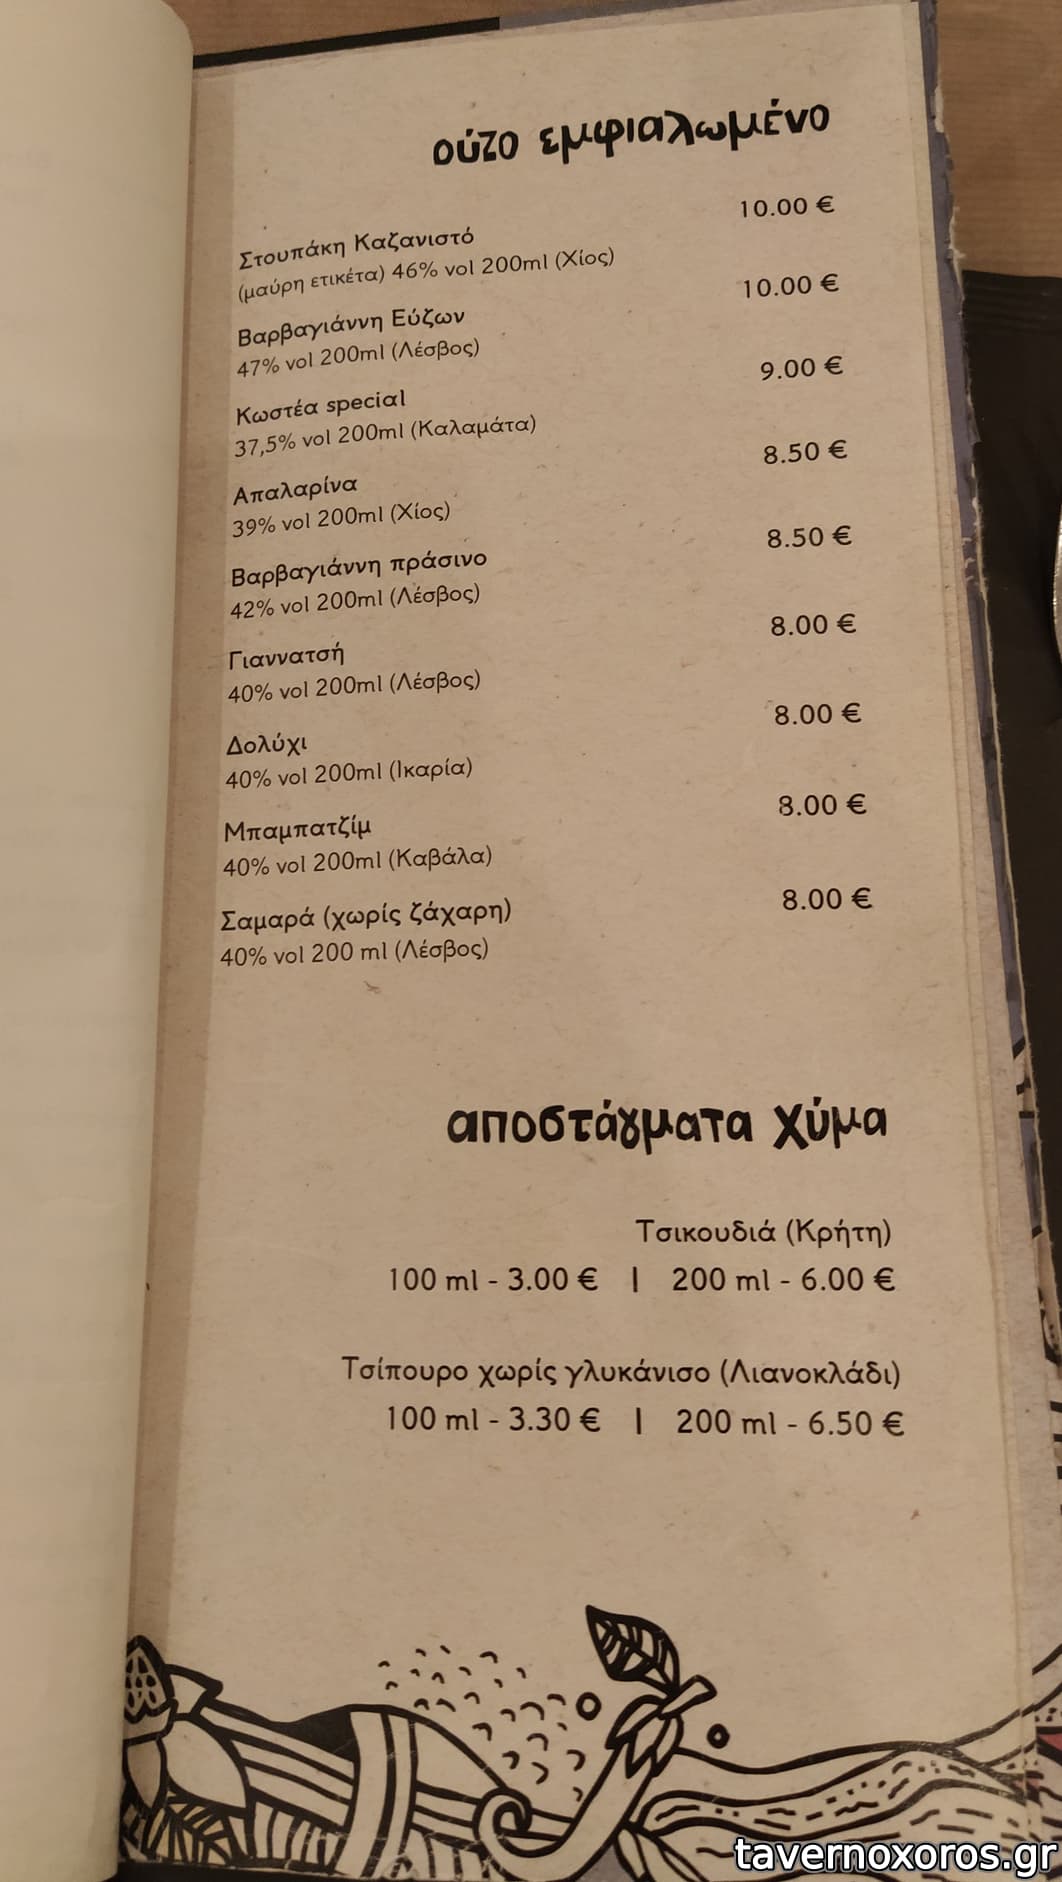 ούζο εμφιαλωμένο
Στουπάκη Καζανιστό 10.00 €
(μαύρη ετικέτα) 46% vol 200ml (Χίος)
Βαρβαγιάννη Εύζων 10.00 €
47% vol 200ml (Λέσβος)
Κωστέα special 9.00 €
37,5% vol 200ml (Καλαμάτα)
Απαλαρίνα 8.50 €
39% vol 200ml (Χίος)
Βαρβαγιάννη πράσινο 8.50 €
42% vol 200ml (Λέσβος)
Γιαννατσή 8.00 €
40% vol 200ml (Λέσβος)
Δολύχι 8.00 €
40% vol 200ml (Ικαρία)
Μπαμπατζίμ 8.00 €
40% vol 200ml (Καβάλα)
Σαμαρά (χωρίς ζάχαρη) 8.00 €
40% vol 200 ml (Λέσβος)
αποστάγματα χύμα
Τσικουδιά (Κρήτη)
100 ml - 3.00 € | 200 ml - 6.00 €
Τσίπουρο χωρίς γλυκάνισο (Λιανοκλάδι)
100 ml - 3.30 € | 200 ml - 6.50 €
tavernoxoros.gr